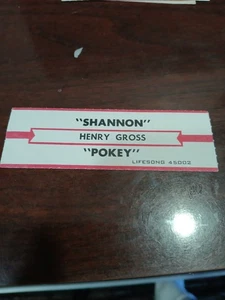 "SHANNON"
HENRY GROSS
"POKEY"
LIFESONG 45002